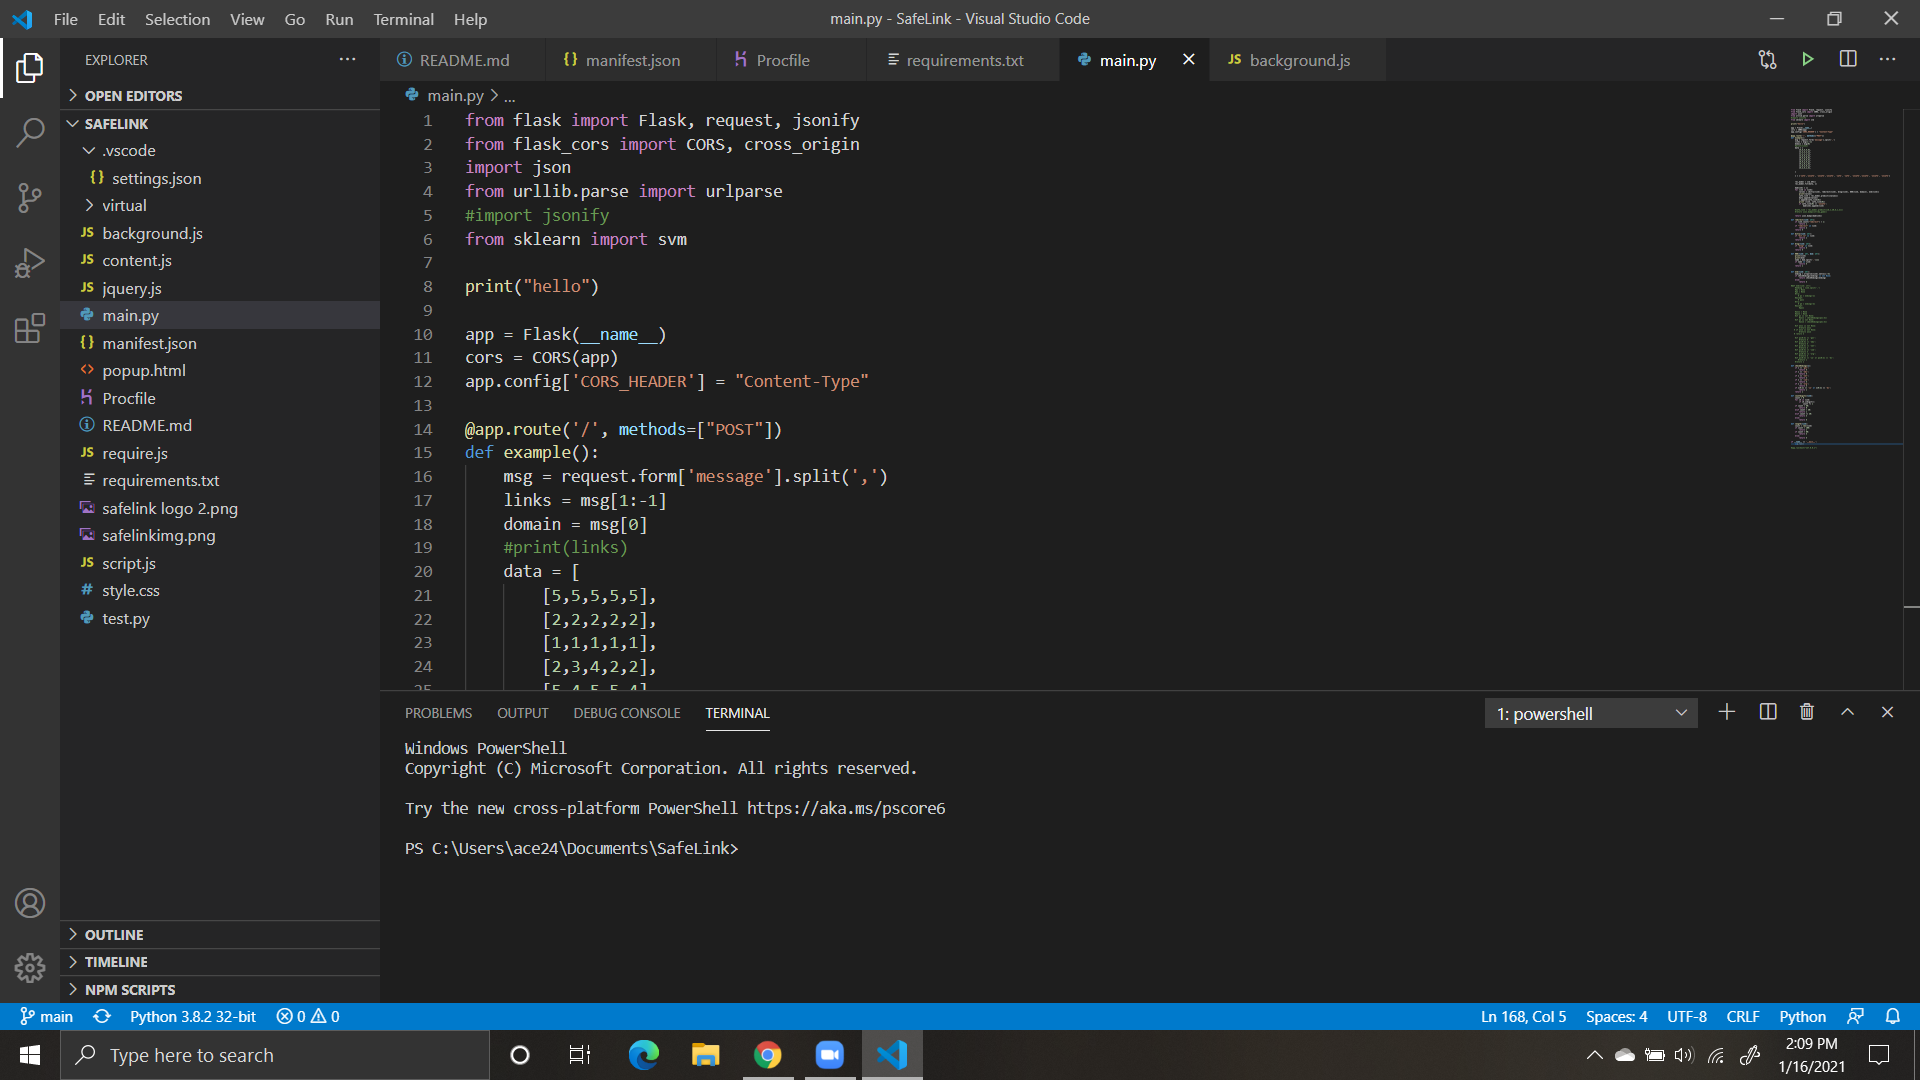 File Edit Selection View Go Run Terminal Help
main.py - SafeLink - Visual Studio Code
EXPLORER
README.md
manifest.json
Procfile
requirements.txt
main.py
JS background.js
OPEN EDITORS
SAFELINK
.vscode
{} settings.json
virtual
JS background.js
JS content.js
JS jquery.js
main.py
{} manifest.json
<> popup.html
Procfile
README.md
JS require.js
requirements.txt
safelink logo 2.png
safelinkimg.png
JS script.js
# style.css
test.py
OUTLINE
TIMELINE
NPM SCRIPTS
main.py > ...
1 from flask import Flask, request, jsonify
2 from flask_cors import CORS, cross_origin
3 import json
4 from urllib.parse import urlparse
5 #import jsonify
6 from sklearn import svm
7
8 print("hello")
9
10 app = Flask(__name__)
11 cors = CORS(app)
12 app.config['CORS_HEADER'] = "Content-Type"
13
14 @app.route('/', methods=["POST"])
15 def example():
16 msg = request.form['message'].split(',')
17 links = msg[1:-1]
18 domain = msg[0]
19 #print(links)
20 data = [
21 [5,5,5,5,5],
22 [2,2,2,2,2],
23 [1,1,1,1,1],
24 [2,3,4,2,2],
25 [5,4,5,5,4]
PROBLEMS OUTPUT DEBUG CONSOLE TERMINAL
1: powershell
Windows PowerShell
Copyright (C) Microsoft Corporation. All rights reserved.
Try the new cross-platform PowerShell https://aka.ms/pscore6
PS C:\Users\ace24\Documents\SafeLink>
main Python 3.8.2 32-bit 0 0
Ln 168, Col 5 Spaces: 4 UTF-8 CRLF Python
Type here to search
2:09 PM
1/16/2021